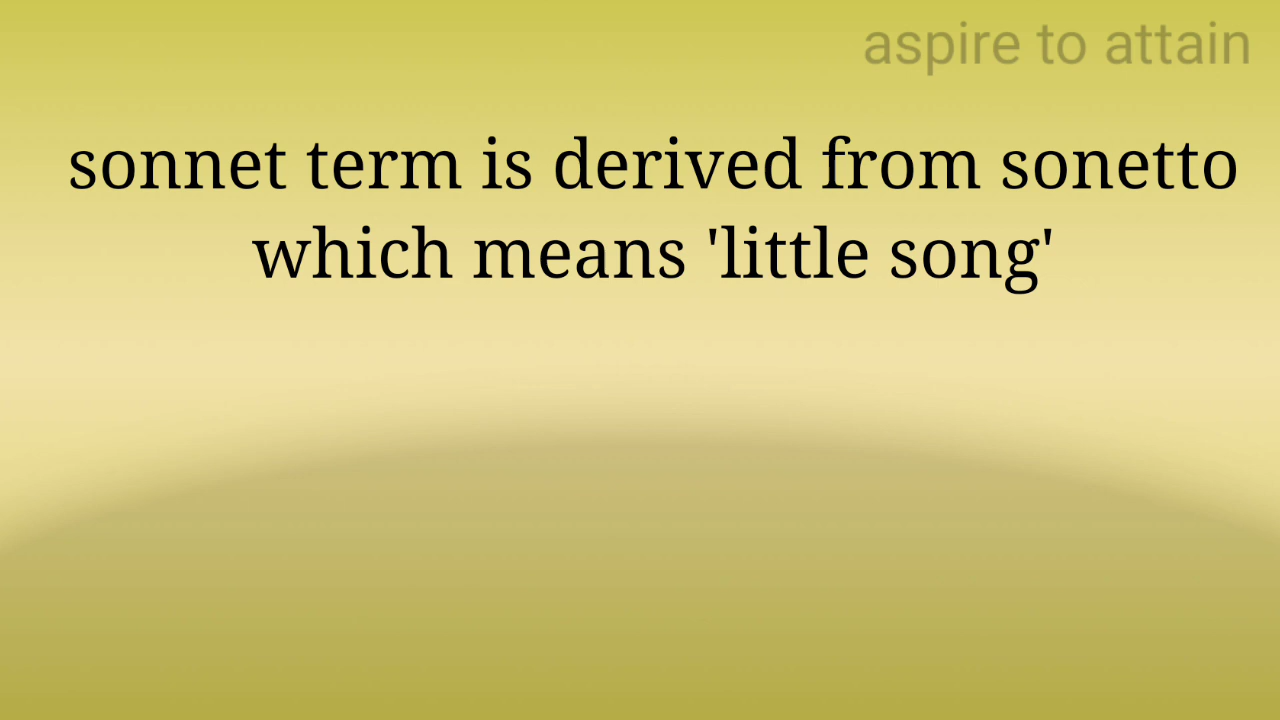 aspire to attain
sonnet term is derived from sonetto
which means 'little song'